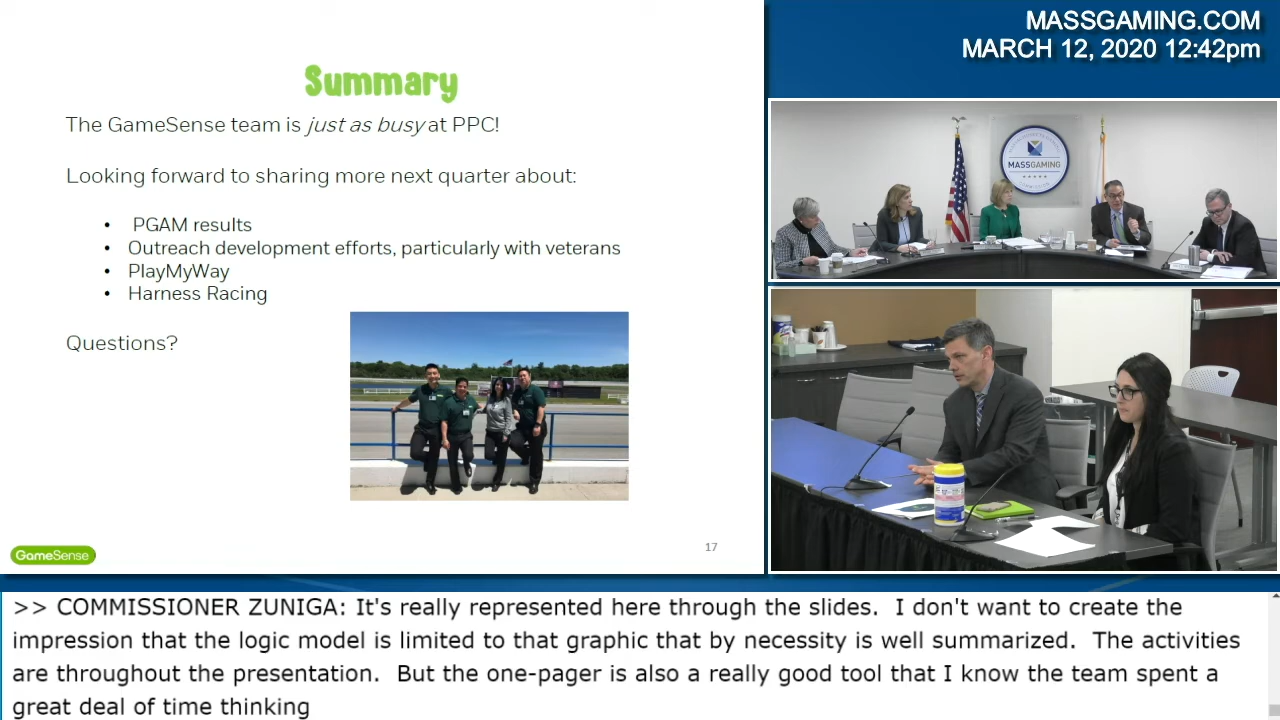 MASSGAMING.COM
MARCH 12, 2020 12:42pm
Summary
The GameSense team is just as busy at PPC!
Looking forward to sharing more next quarter about:
• PGAM results
• Outreach development efforts, particularly with veterans
• PlayMyWay
• Harness Racing
Questions?
GameSense
17
MASSGAMING
>> COMMISSIONER ZUNIGA: It's really represented here through the slides. I don't want to create the
impression that the logic model is limited to that graphic that by necessity is well summarized. The activities
are throughout the presentation. But the one-pager is also a really good tool that I know the team spent a
great deal of time thinking